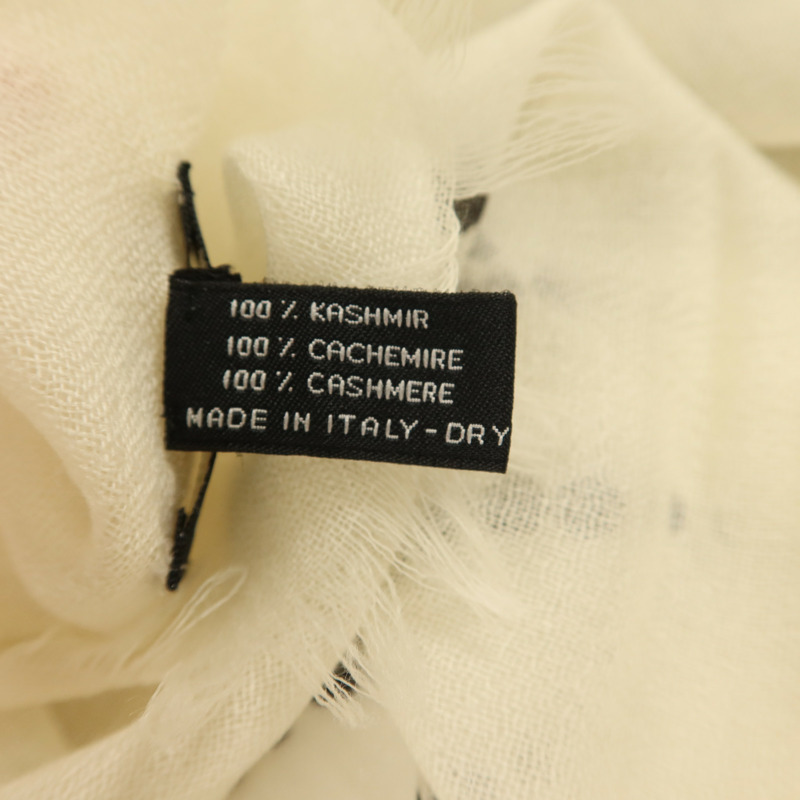 100 % KASHMIR
100 % CACHEMIRE
100 % CASHMERE
MADE IN ITALY-DRY